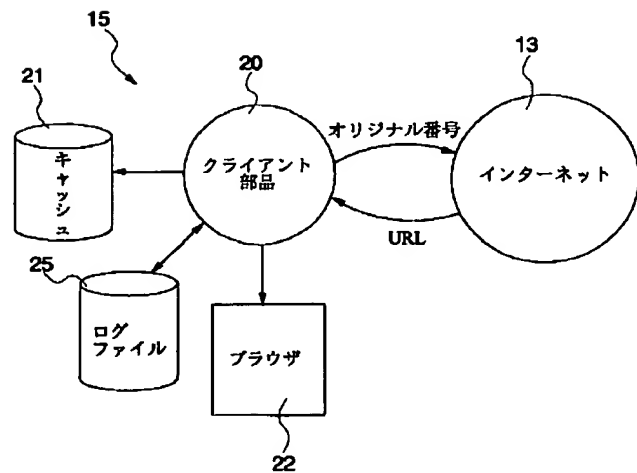 15
20
13
21
オリジナル番号
キャッシュ
クライアント
部品
インターネット
URL
25
ログ
ファイル
ブラウザ
22